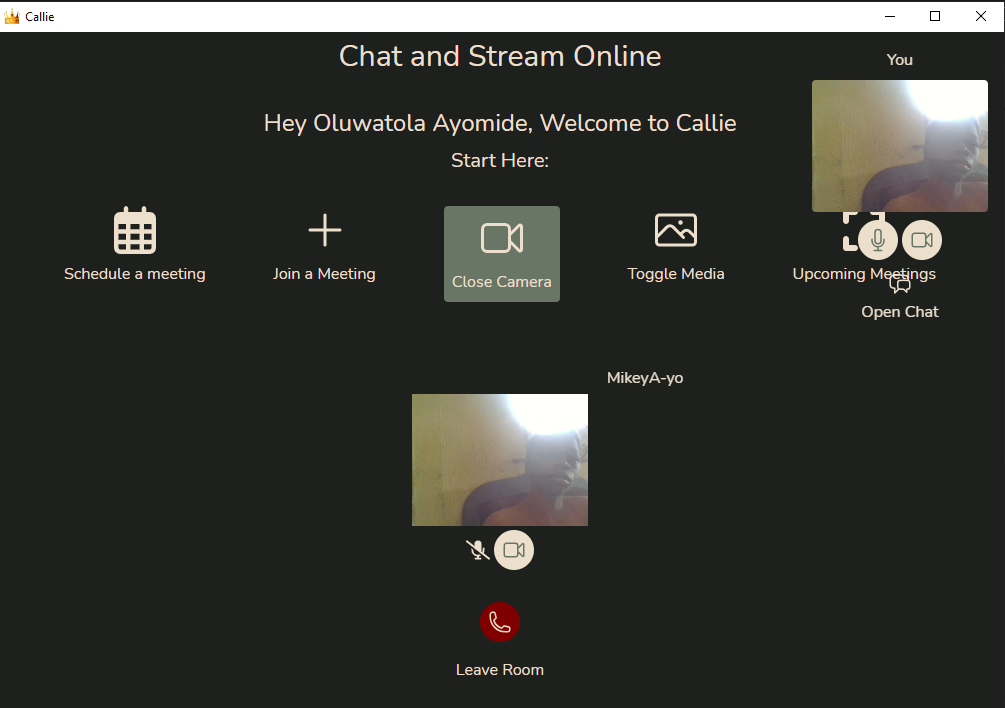 Callie
Chat and Stream Online
You
Hey Oluwatola Ayomide, Welcome to Callie
Start Here:
Schedule a meeting
Join a Meeting
Close Camera
Toggle Media
Upcoming Meetings
Open Chat
MikeyA-yo
Leave Room